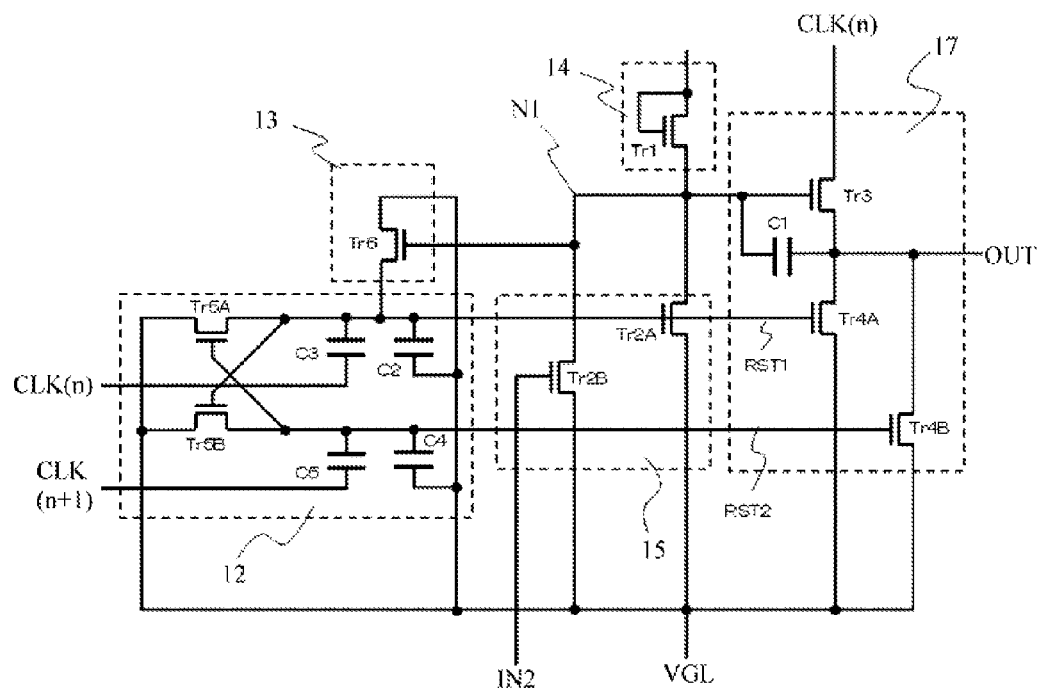 CLK(n)
17
14
13
N1
Tr1
Tr3
Tr6
C1
OUT
Tr5A
Tr2A
Tr4A
C3
C2
RST1
CLK(n)
Tr2B
Tr5B
C4
Tr4B
C5
CLK
(n+1)
RST2
12
15
IN2
VGL